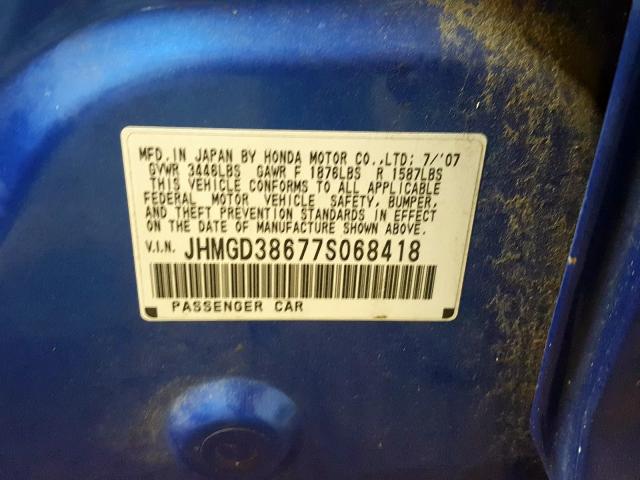 MFD.IN JAPAN BY HONDA MOTOR CO.,LTD: 7/'07
GVWR 3446LBS GAWR F 1876LBS R 1587LBS
THIS VEHICLE CONFORMS TO ALL APPLICABLE
FEDERAL MOTOR VEHICLE SAFETY, BUMPER,
AND THEFT PREVENTION STANDARDS IN EFFECT
ON THE DATE OF MANUFACTURE SHOWN ABOVE.
V.I.N. JHMGD38677S068418
PASSENGER CAR